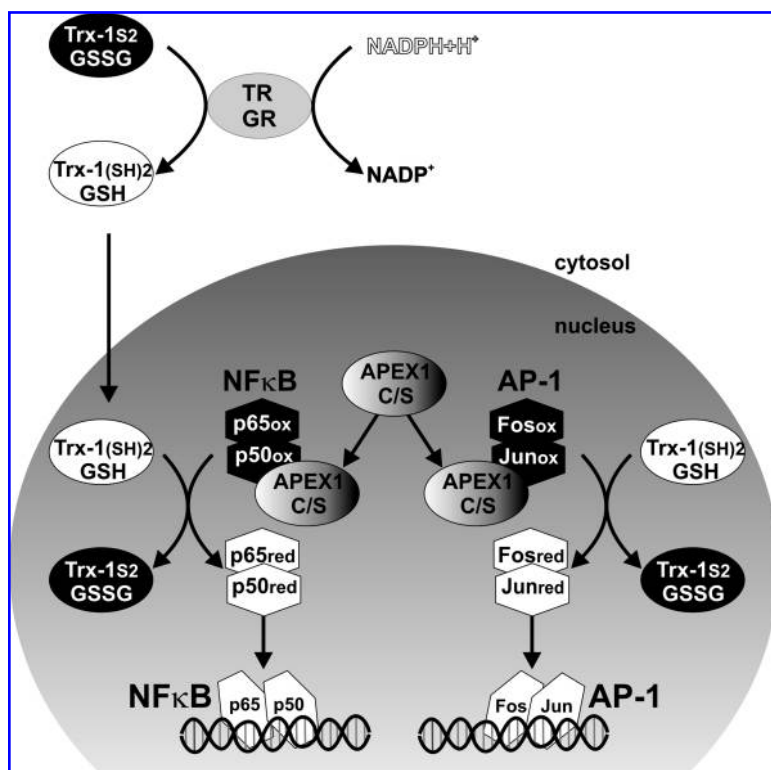 Trx-1S2
GSSG
NADPH+H+
TR
GR
Trx-1(SH)2
GSH
NADP+
cytosol
nucleus
NFκB
APEX1
C/S
AP-1
p65ox
p50ox
APEX1
C/S
Fosox
Junox
APEX1
C/S
Trx-1(SH)2
GSH
Trx-1(SH)2
GSH
p65red
p50red
Fosred
Junred
Trx-1S2
GSSG
Trx-1S2
GSSG
NFκB
p65
p50
Fos
Jun
AP-1